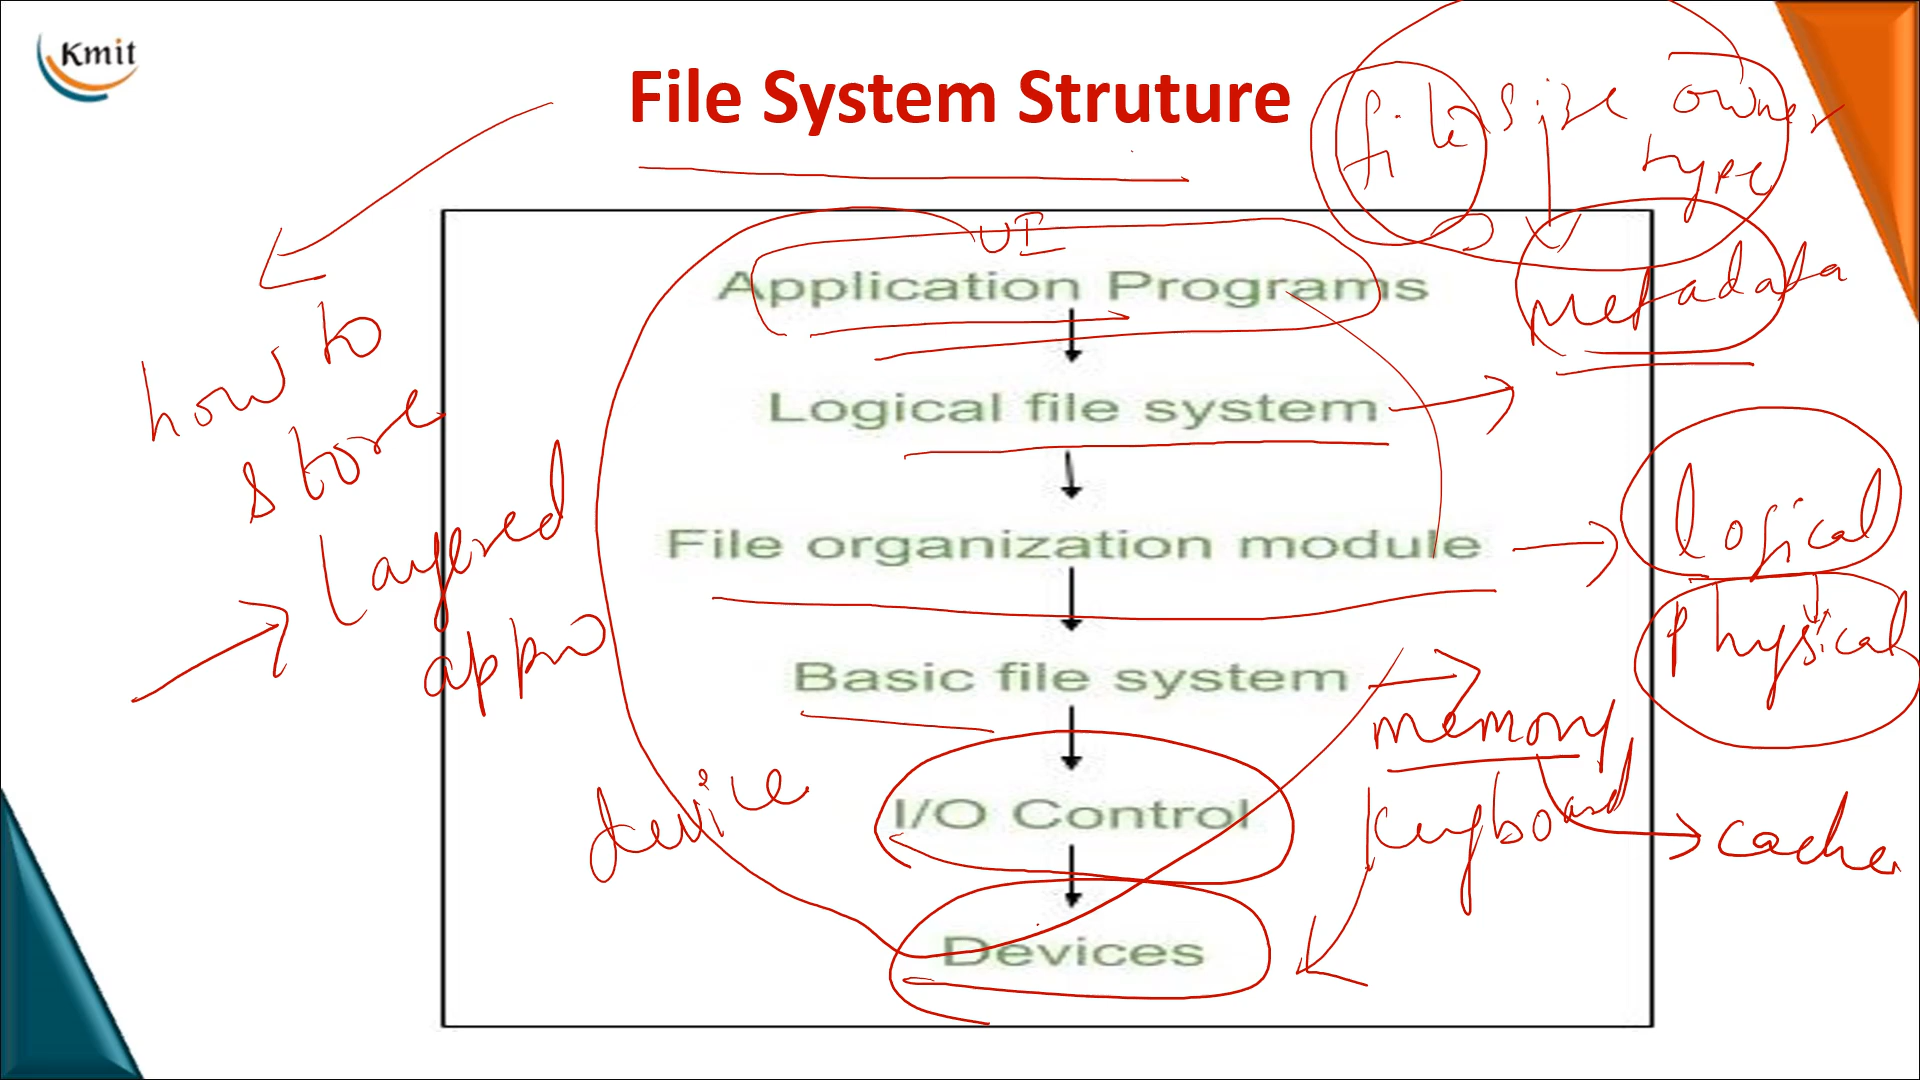 Kmit
File System Struture
file size owner
type
UI
Application Programs
metadata
how to
store
Logical file system
Layered
logical
File organization module
physical
Basic file system
memory
device
I/O Control
keyboard
cache
Devices